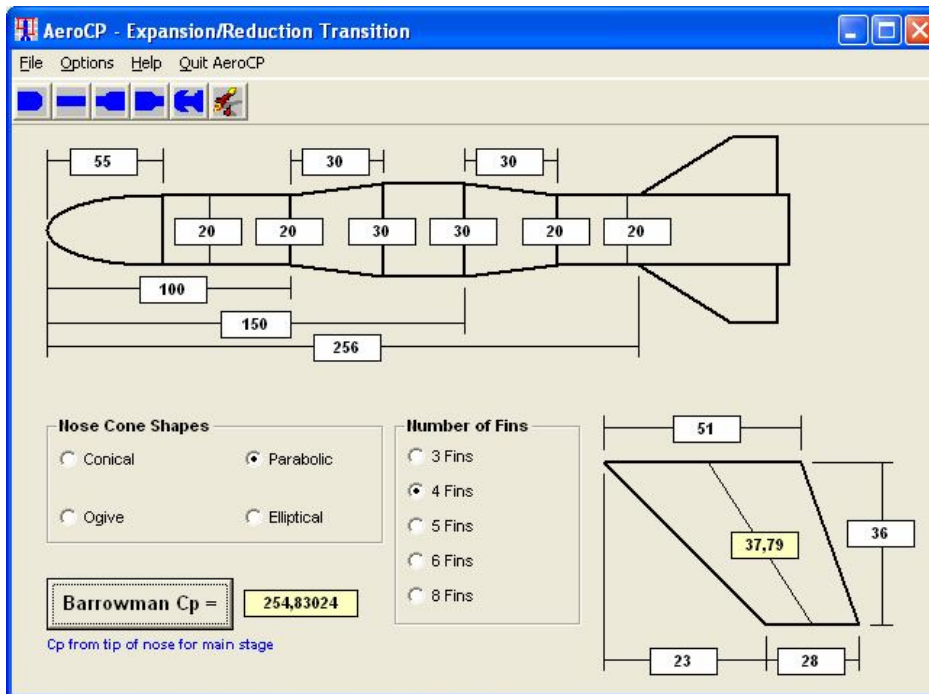 AeroCP - Expansion/Reduction Transition
File Options Help Quit AeroCP
55 30 30
20 20 30 30 20 20
100
150
256
Nose Cone Shapes
Conical Parabolic
Ogive Elliptical
Number of Fins
3 Fins
4 Fins
5 Fins
6 Fins
8 Fins
51
36
37,79
23 28
Barrowman Cp = 254,83024
Cp from tip of nose for main stage